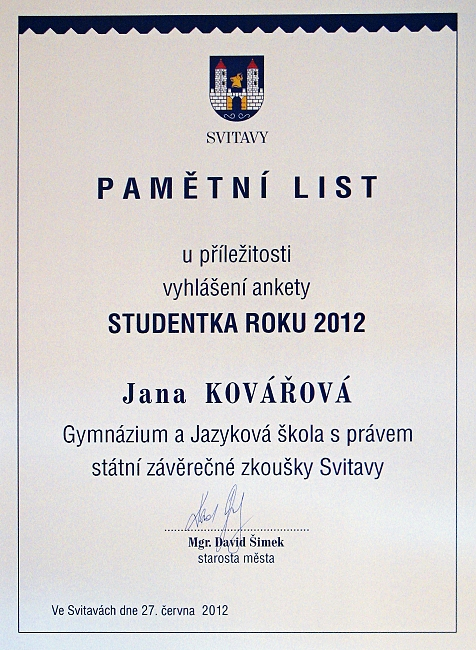 SVITAVY
PAMĚTNÍ LIST
u příležitosti
vyhlášení ankety
STUDENTKA ROKU 2012
Jana KOVÁŘOVÁ
Gymnázium a Jazyková škola s právem
státní závěrečné zkoušky Svitavy
Mgr. David Šimek
starosta města
Ve Svitavách dne 27. června 2012